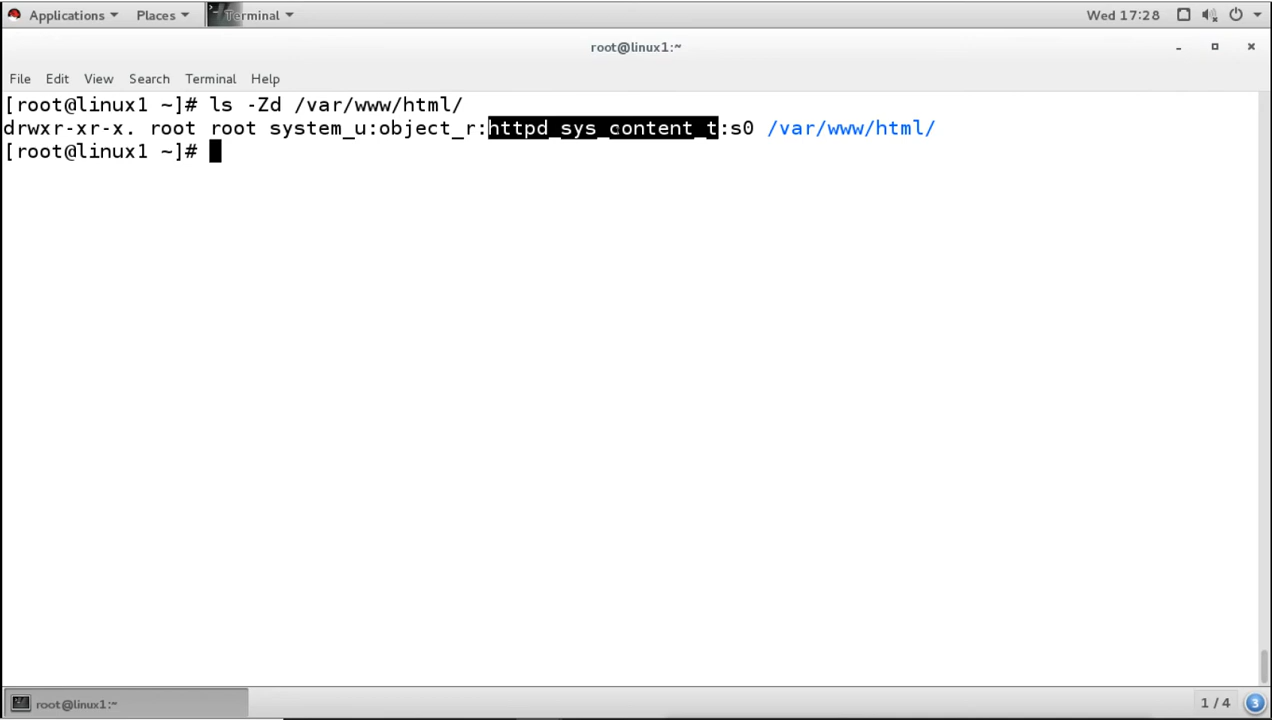 Applications Places Terminal Wed 17:28
root@linux1:~
File Edit View Search Terminal Help
[root@linux1 ~]# ls -Zd /var/www/html/
drwxr-xr-x. root root system_u:object_r:httpd_sys_content_t:s0 /var/www/html/
[root@linux1 ~]#
root@linux1:~ 1 / 4 3